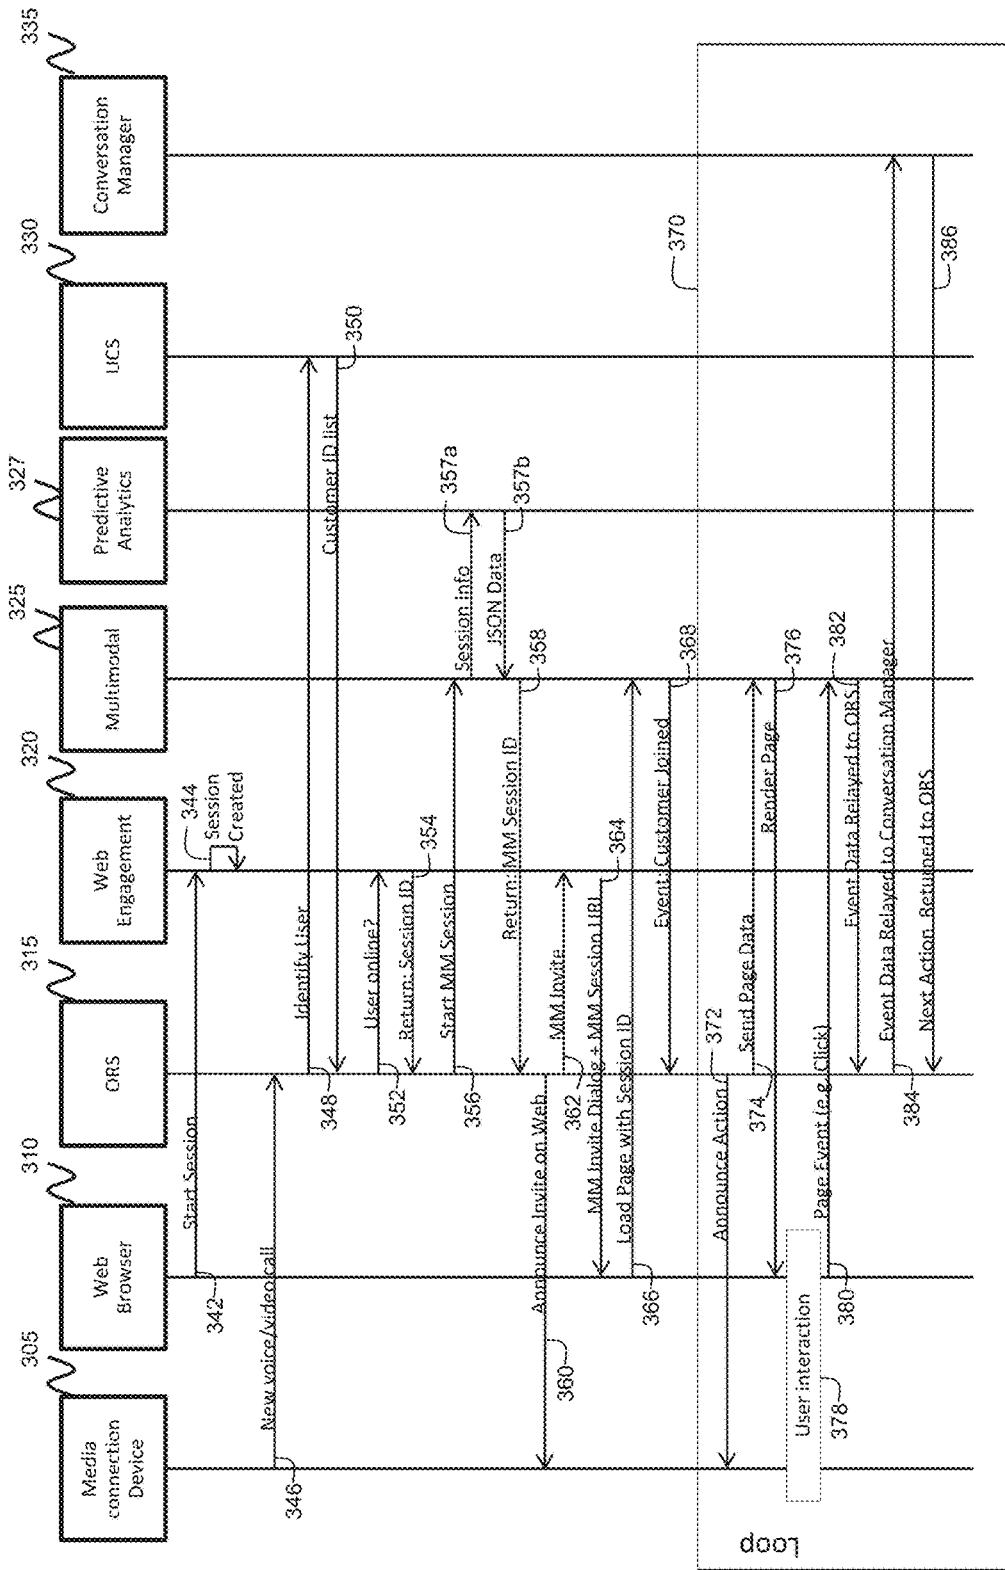 305
310
315
320
325
327
330
335
Media
connection
Device
Web
Browser
ORS
Web
Engagement
Multimodal
Predictive
Analytics
UCS
Conversation
Manager
342
Start Session
344
Session
Created
346
New voice/video call
348
Identify User
Customer ID list
350
352
User online?
Return: Session ID
354
356
Start MM Session
Session info
357a
JSON Data
357b
Return: MM Session ID
358
360
Announce Invite on Web
362
MM Invite
MM Invite Dialog + MM Session URL
364
366
Load Page with Session ID
Event: Customer Joined
368
370
Loop
Announce Action
372
374
Send Page Data
Render Page
376
User interaction
378
380
Page Event (e.g. Click)
Event Data Relayed to ORS
382
384
Event Data Relayed to Conversation Manager
Next Action Returned to ORS
386